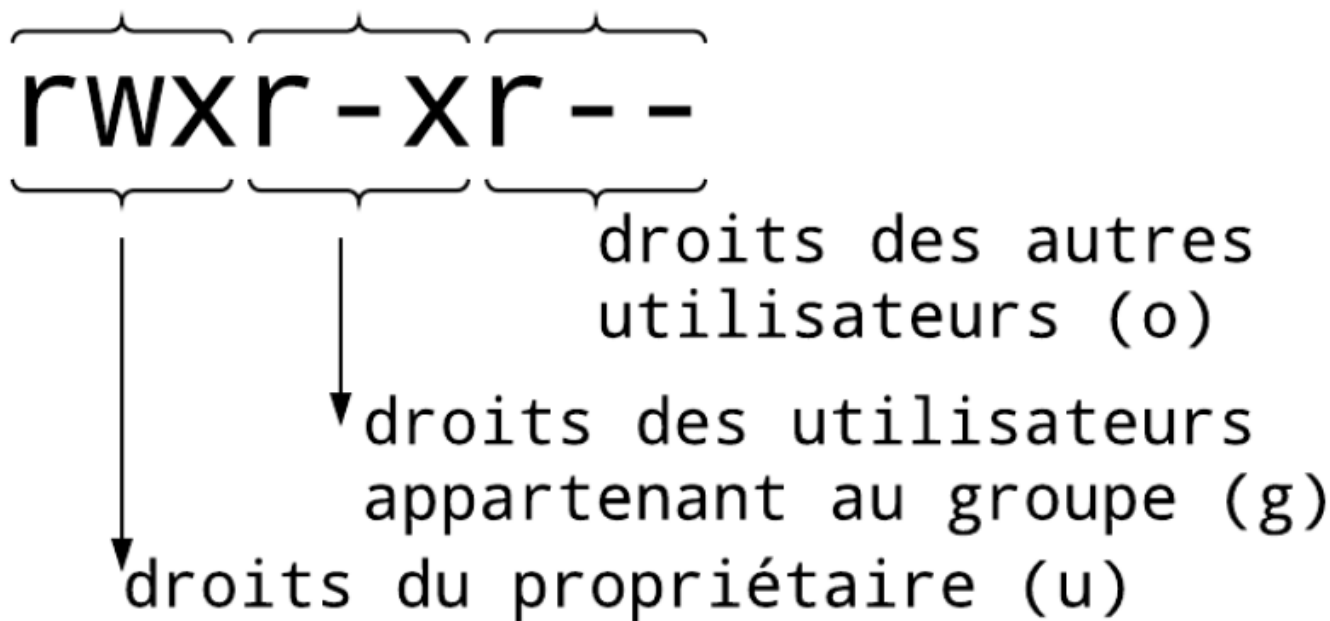 rwxr-xr--
droits des autres
utilisateurs (o)
droits des utilisateurs
appartenant au groupe (g)
droits du propriétaire (u)